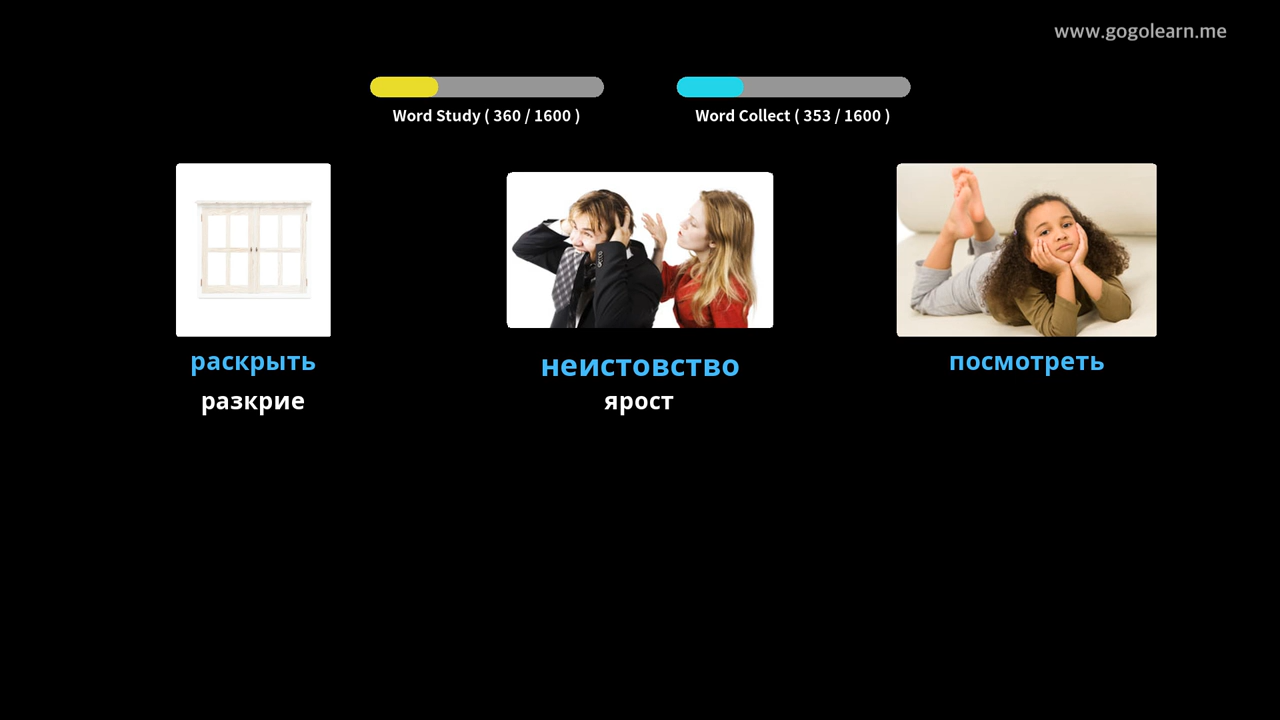 www.gogolearn.me
Word Study ( 360 / 1600 )
Word Collect ( 353 / 1600 )
раскрыть
неистовство
посмотреть
разкрие
ярост